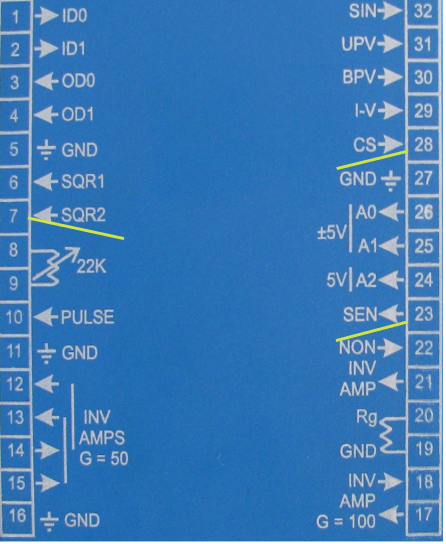 1 ID0
2 ID1
3 OD0
4 OD1
5 GND
6 SQR1
7 SQR2
8
22K
9
10 PULSE
11 GND
12
13 INV
AMPS
14
G = 50
15
16 GND
SIN 32
UPV 31
BPV 30
I-V 29
CS 28
GND 27
A0 26
±5V
A1 25
5V A2 24
SEN 23
NON 22
INV
AMP 21
Rg 20
GND 19
INV 18
AMP
G = 100 17